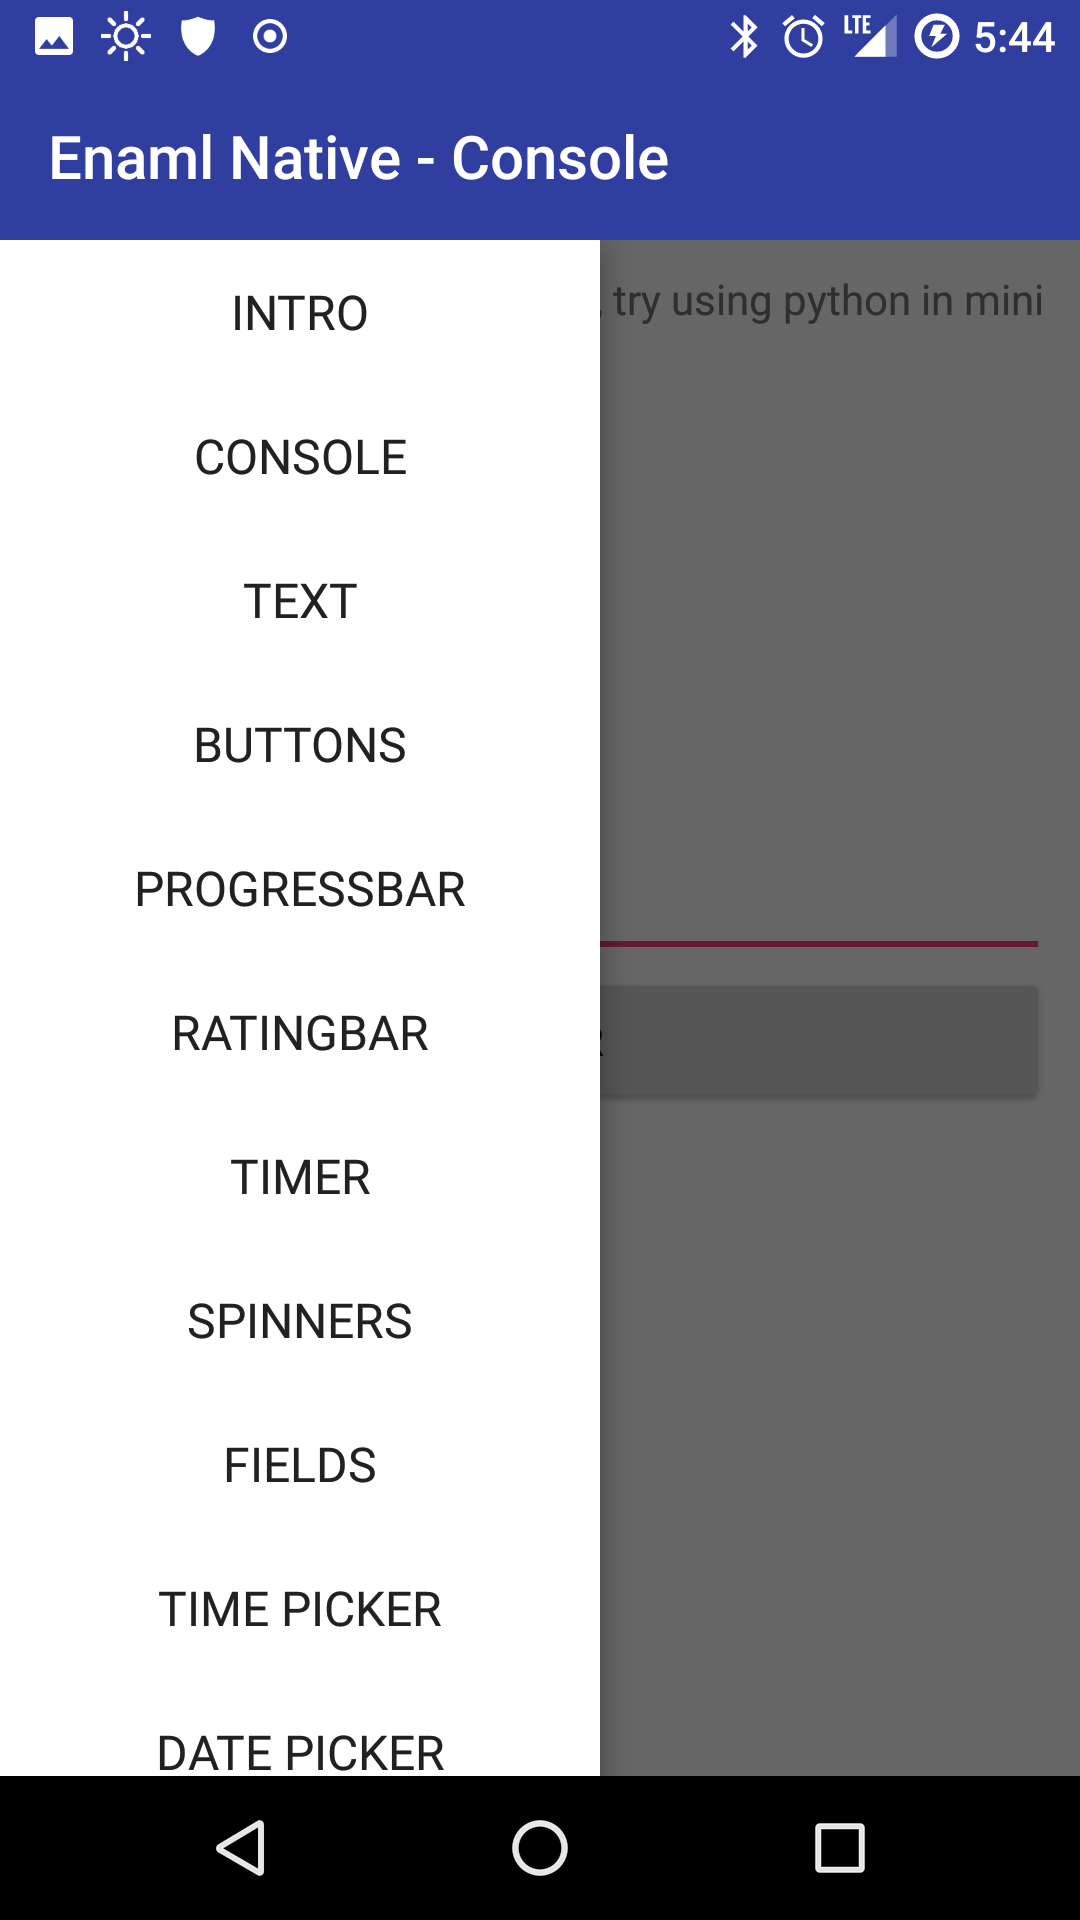 LTE 5:44
Enaml Native - Console
INTRO
try using python in mini
CONSOLE
TEXT
BUTTONS
PROGRESSBAR
RATINGBAR
TIMER
SPINNERS
FIELDS
TIME PICKER
DATE PICKER